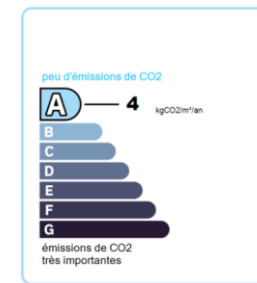 peu d'émissions de CO2
A 4 kgCO2/m²/an
B
C
D
E
F
G
émissions de CO2
très importantes